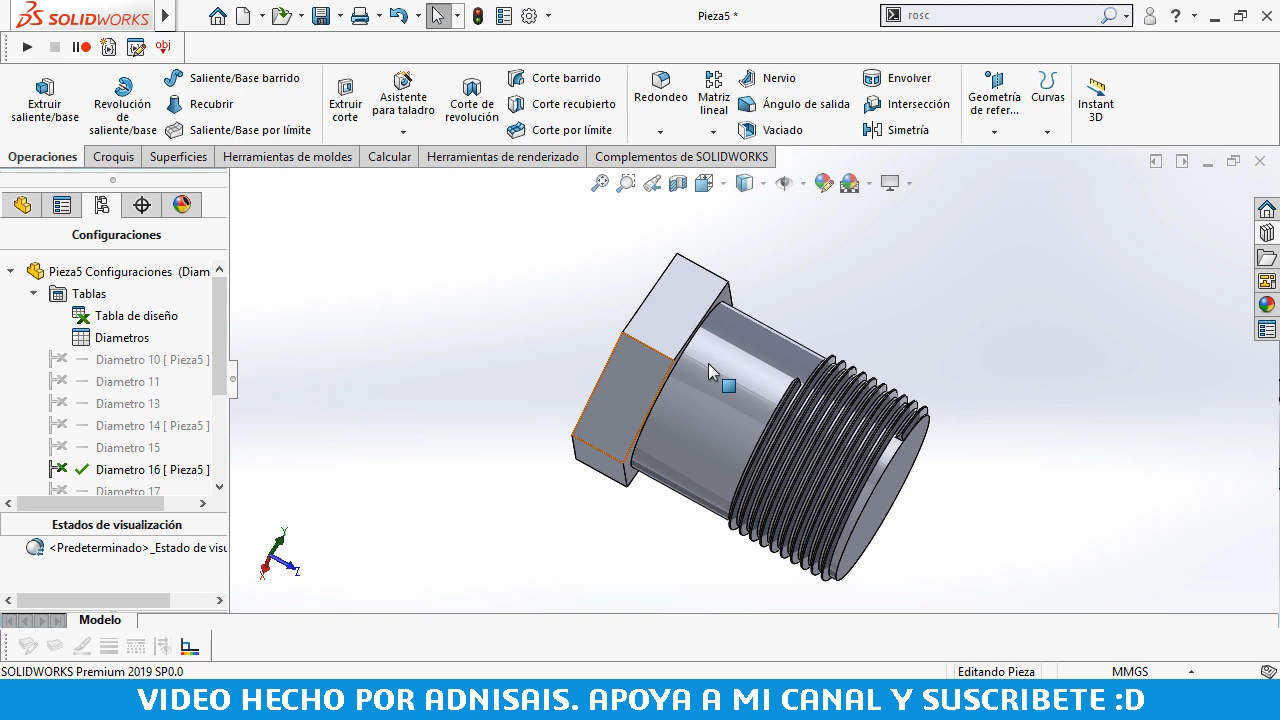 SOLIDWORKS
Pieza5 *
rosc
obj
Extruir saliente/base
Revolución de saliente/base
Saliente/Base barrido
Recubrir
Saliente/Base por límite
Extruir corte
Asistente para taladro
Corte de revolución
Corte barrido
Corte recubierto
Corte por límite
Redondeo
Matriz lineal
Nervio
Ángulo de salida
Vaciado
Envolver
Intersección
Simetría
Geometría de refer...
Curvas
Instant 3D
Operaciones
Croquis
Superficies
Herramientas de moldes
Calcular
Herramientas de renderizado
Complementos de SOLIDWORKS
Configuraciones
Pieza5 Configuraciones (Diam
Tablas
Tabla de diseño
Diametros
Diametro 10 [ Pieza5 ]
Diametro 11
Diametro 13
Diametro 14 [ Pieza5 ]
Diametro 15
Diametro 16 [ Pieza5 ]
Diametro 17
Estados de visualización
<Predeterminado>_Estado de visu
Y
X
Z
Modelo
SOLIDWORKS Premium 2019 SP0.0
Editando Pieza
MMGS
VIDEO HECHO POR ADNISAIS. APOYA A MI CANAL Y SUSCRIBETE :D